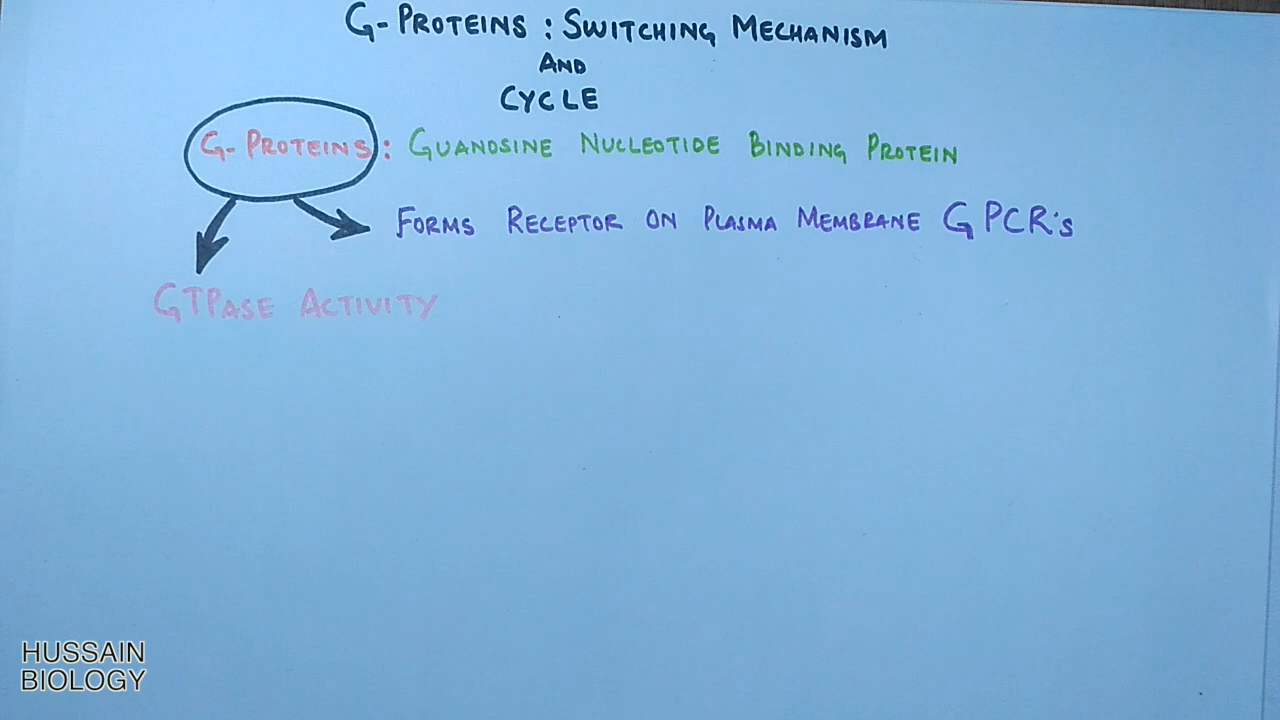 G-PROTEINS : SWITCHING MECHANISM
AND
CYCLE
G-PROTEINS : GUANOSINE NUCLEOTIDE BINDING PROTEIN
FORMS RECEPTOR ON PLASMA MEMBRANE GPCR's
GTPASE ACTIVITY
HUSSAIN
BIOLOGY